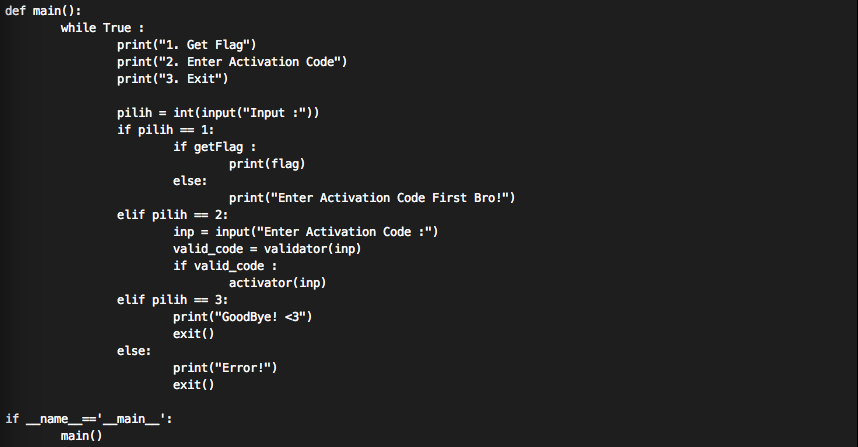 def main():
while True :
print("1. Get Flag")
print("2. Enter Activation Code")
print("3. Exit")
pilih = int(input("Input :"))
if pilih == 1:
if getFlag :
print(flag)
else:
print("Enter Activation Code First Bro!")
elif pilih == 2:
inp = input("Enter Activation Code :")
valid_code = validator(inp)
if valid_code :
activator(inp)
elif pilih == 3:
print("GoodBye! <3")
exit()
else:
print("Error!")
exit()
if __name__=='__main__':
main()